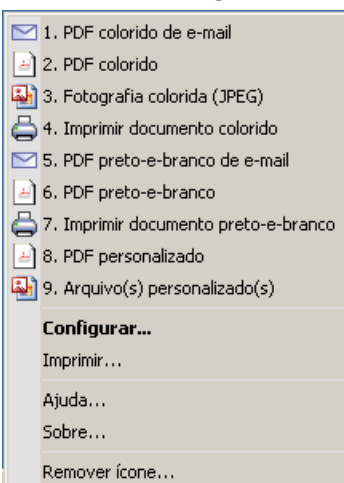 1. PDF colorido de e-mail
2. PDF colorido
3. Fotografia colorida (JPEG)
4. Imprimir documento colorido
5. PDF preto-e-branco de e-mail
6. PDF preto-e-branco
7. Imprimir documento preto-e-branco
8. PDF personalizado
9. Arquivo(s) personalizado(s)
Configurar...
Imprimir...
Ajuda...
Sobre...
Remover ícone...